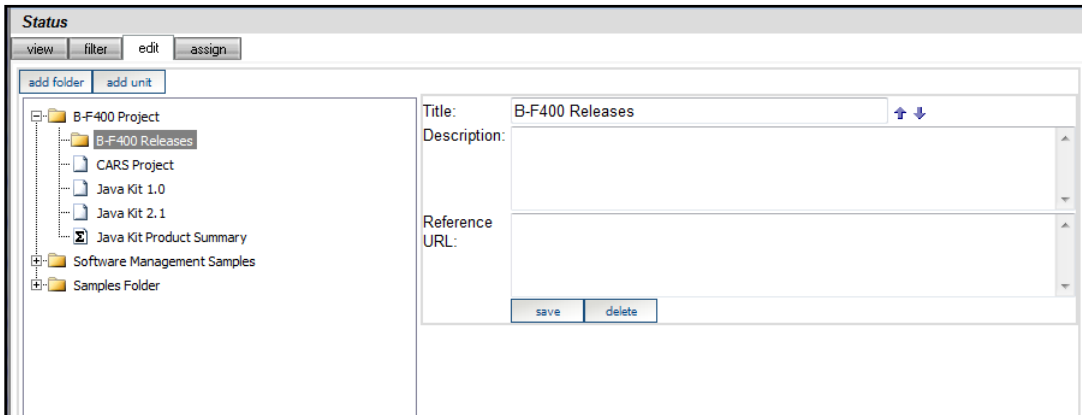 Status
view filter edit assign
add folder add unit
B-F400 Project
B-F400 Releases
CARS Project
Java Kit 1.0
Java Kit 2.1
Σ Java Kit Product Summary
Software Management Samples
Samples Folder
Title: B-F400 Releases
Description:
Reference
URL:
save delete